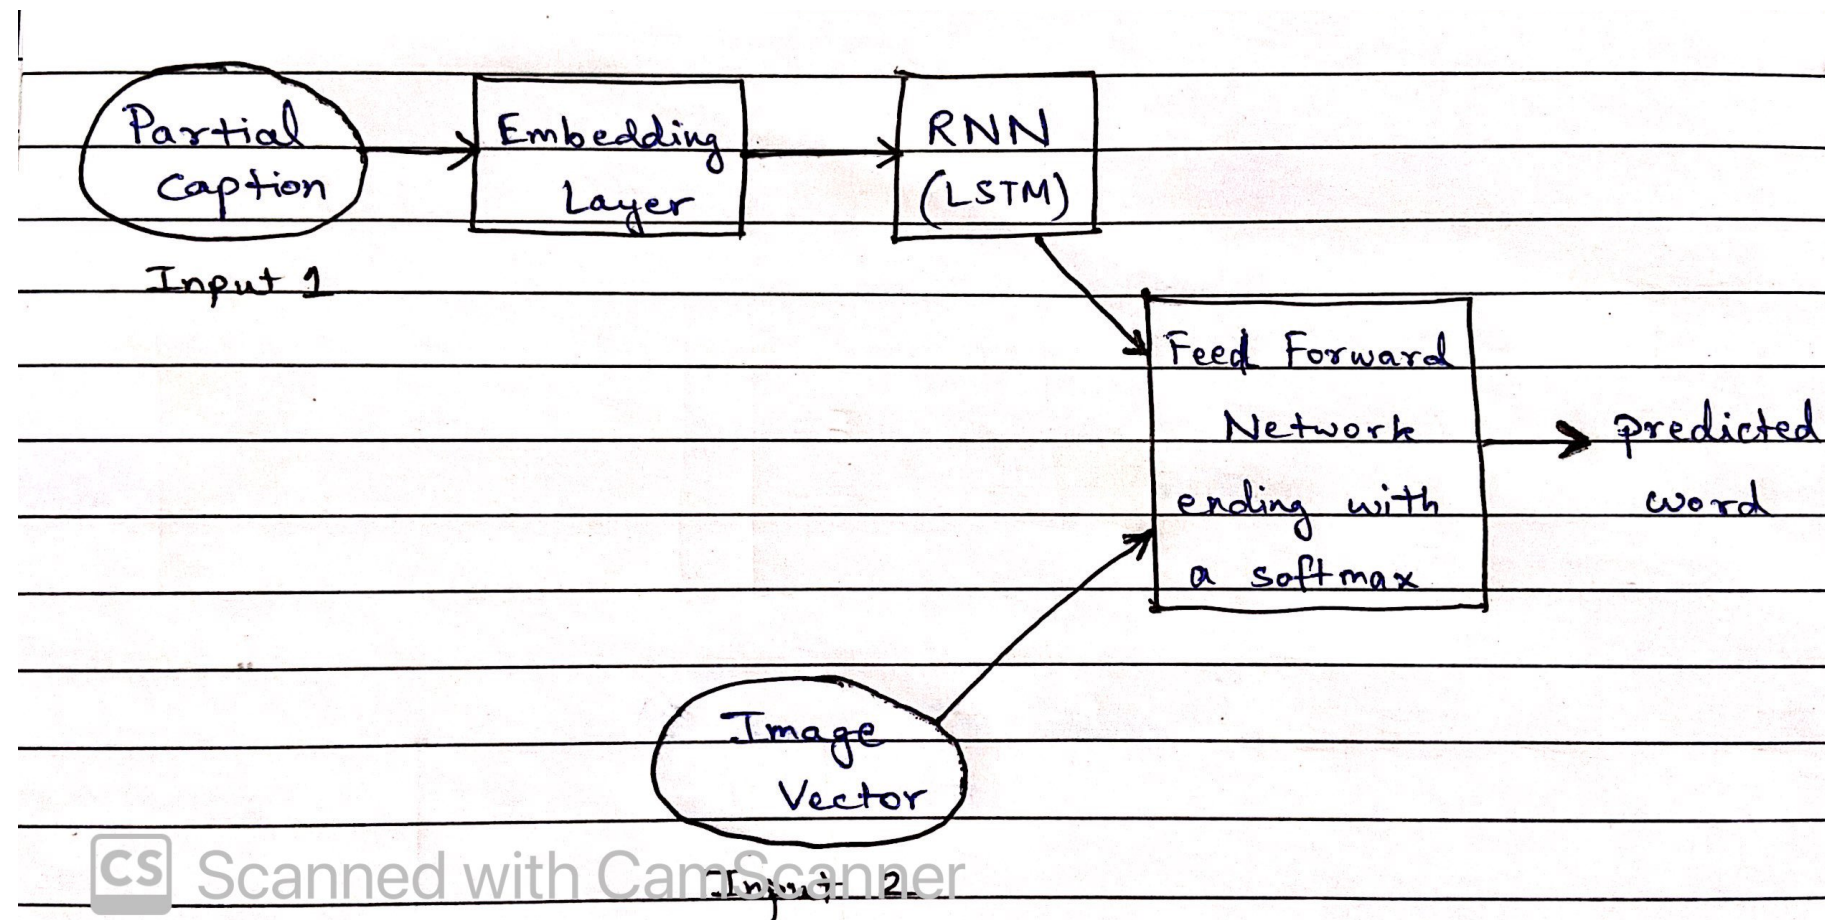 Partial
Caption
Input 1
Embedding
Layer
RNN
(LSTM)
Feed Forward
Network
ending with
a softmax
predicted
word
Image
Vector
Input 2
CS Scanned with CamScanner